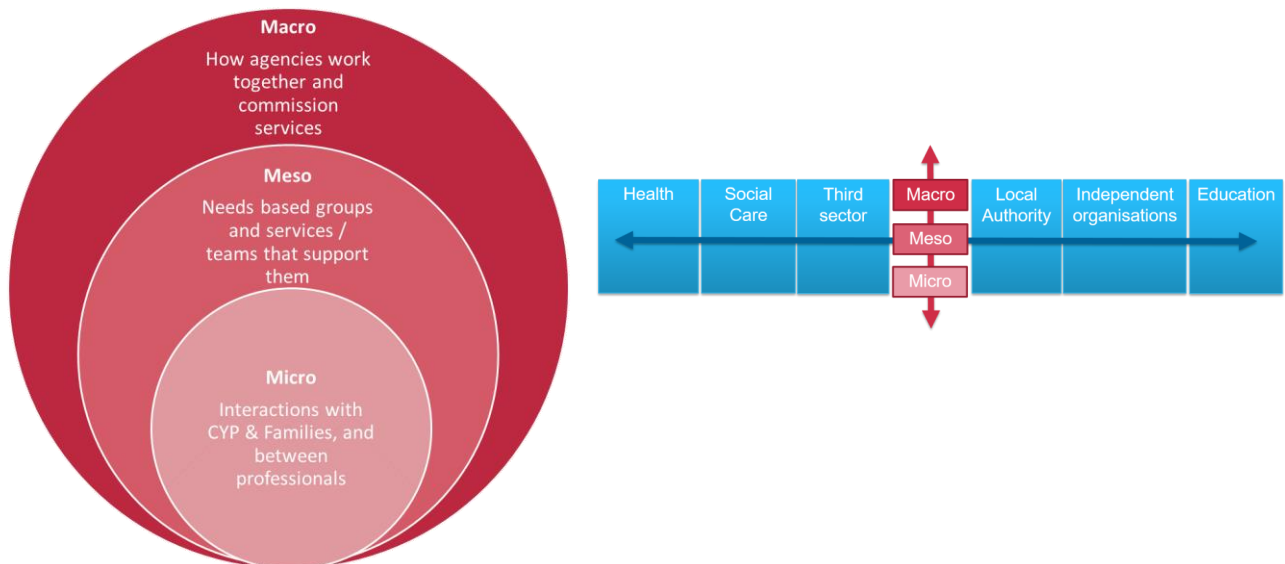 Macro
How agencies work
together and
commission
services
Meso
Needs based groups
and services /
teams that support
them
Micro
Interactions with
CYP & Families, and
between
professionals
Health
Social
Care
Third
sector
Macro
Meso
Micro
Local
Authority
Independent
organisations
Education